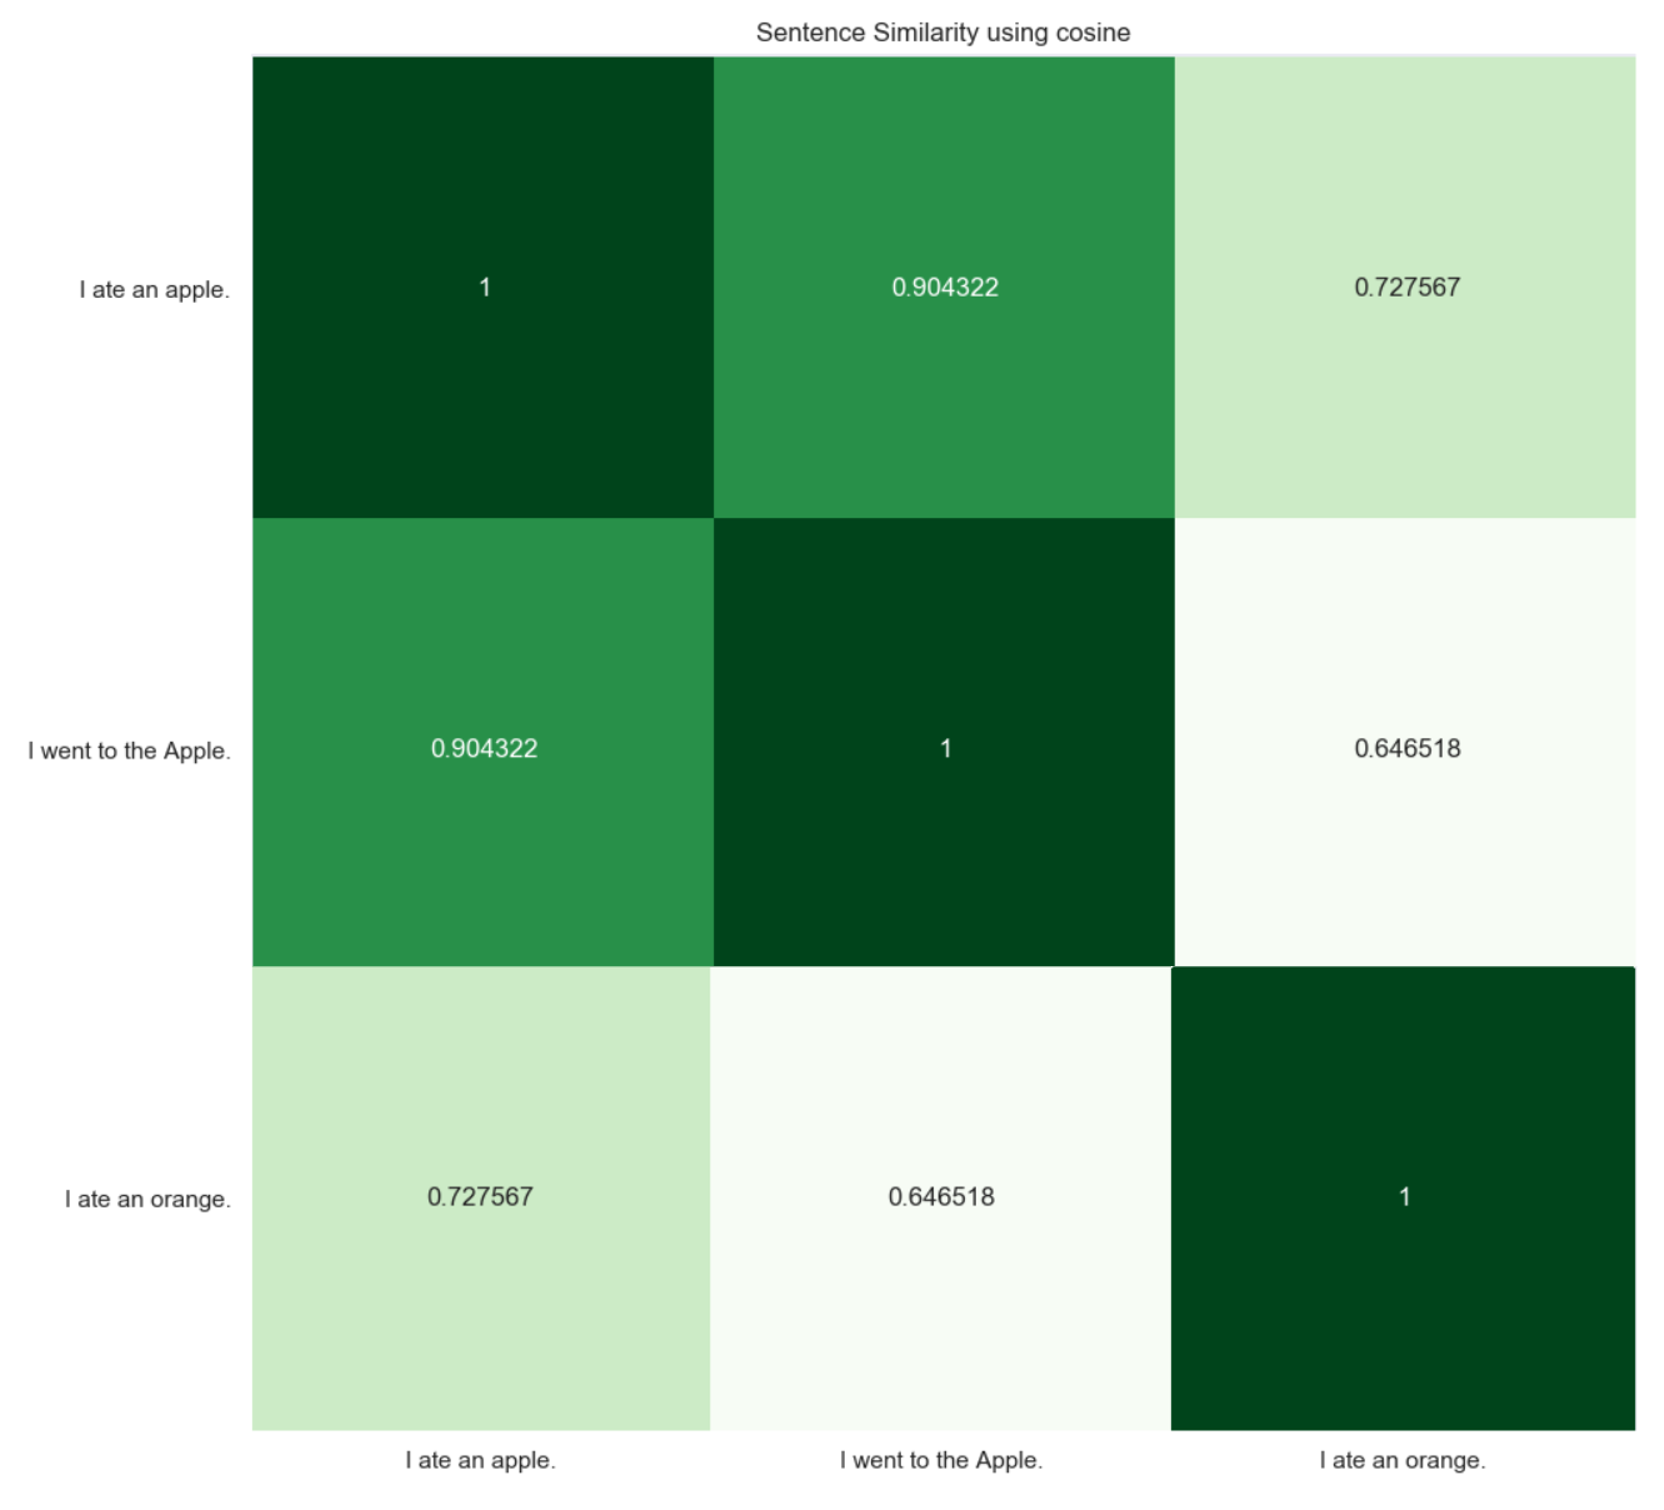 Sentence Similarity using cosine
I ate an apple.
1
0.904322
0.727567
I went to the Apple.
0.904322
1
0.646518
I ate an orange.
0.727567
0.646518
1
I ate an apple.
I went to the Apple.
I ate an orange.